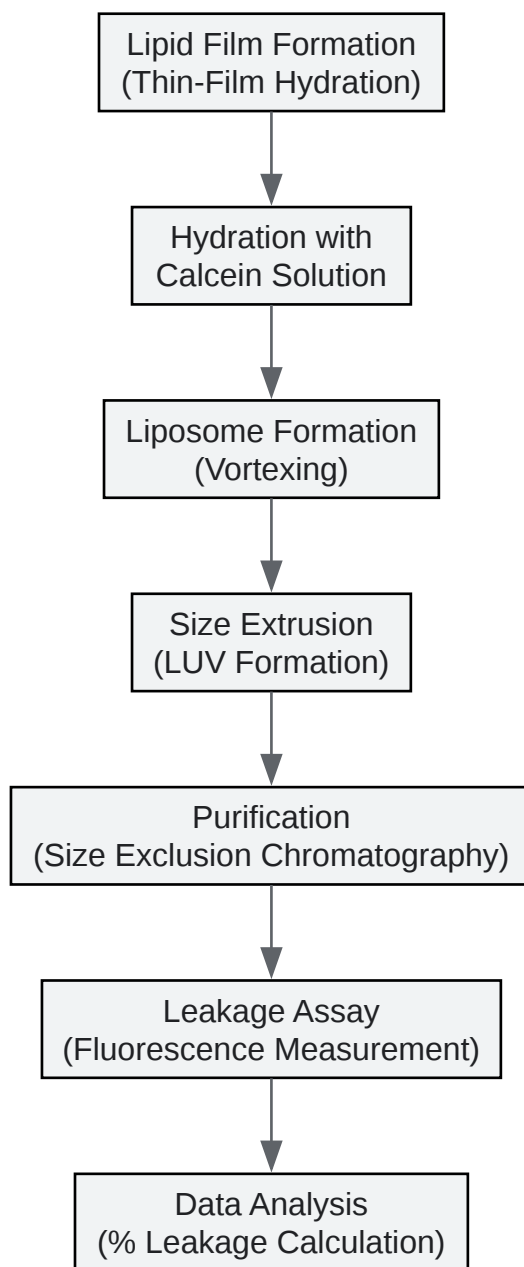 Lipid Film Formation
(Thin-Film Hydration)
Hydration with
Calcein Solution
Liposome Formation
(Vortexing)
Size Extrusion
(LUV Formation)
Purification
(Size Exclusion Chromatography)
Leakage Assay
(Fluorescence Measurement)
Data Analysis
(% Leakage Calculation)